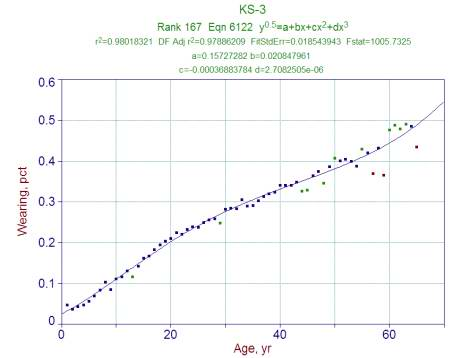 KS-3
Rank 167 Eqn 6122 y^0.5=a+bx+cx^2+dx^3
r^2=0.98018321 DF Adj r^2=0.97886209 FitStdErr=0.018543943 Fstat=1005.7325
a=0.15727282 b=0.020847961
c=-0.00036883784 d=2.7082505e-06
0.6
0.5
0.4
0.3
0.2
0.1
0
Wearing, pct
0
20
40
60
Age, yr